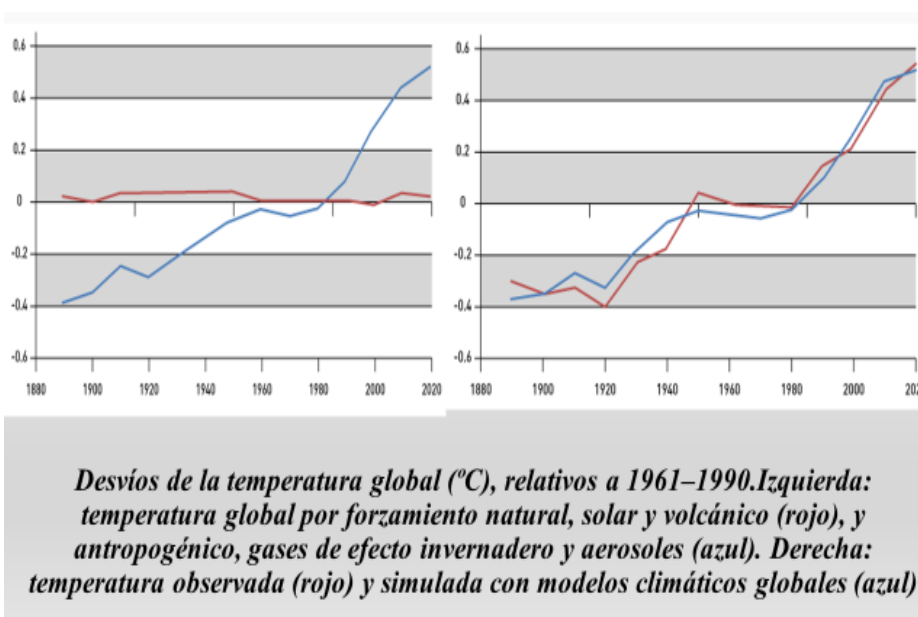 0.6
0.4
0.2
0
-0.2
-0.4
-0.6
1880 1900 1920 1940 1960 1980 2000 2020
0.6
0.4
0.2
0
-0.2
-0.4
-0.6
1880 1900 1920 1940 1960 1980 2000 202
Desvíos de la temperatura global (ºC), relativos a 1961–1990.Izquierda:
temperatura global por forzamiento natural, solar y volcánico (rojo), y
antropogénico, gases de efecto invernadero y aerosoles (azul). Derecha:
temperatura observada (rojo) y simulada con modelos climáticos globales (azul)